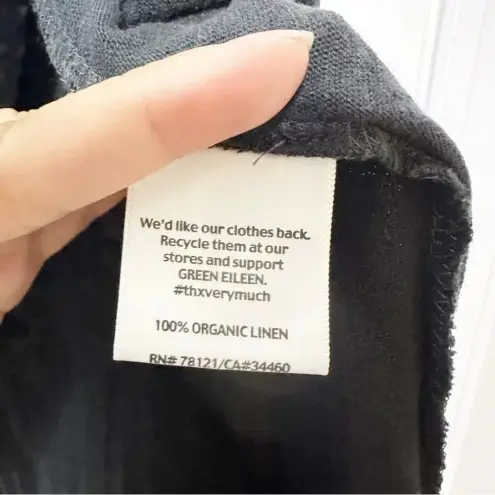 We'd like our clothes back.
Recycle them at our
stores and support
GREEN EILEEN.
#thxverymuch
100% ORGANIC LINEN
RN# 78121/CA#34460